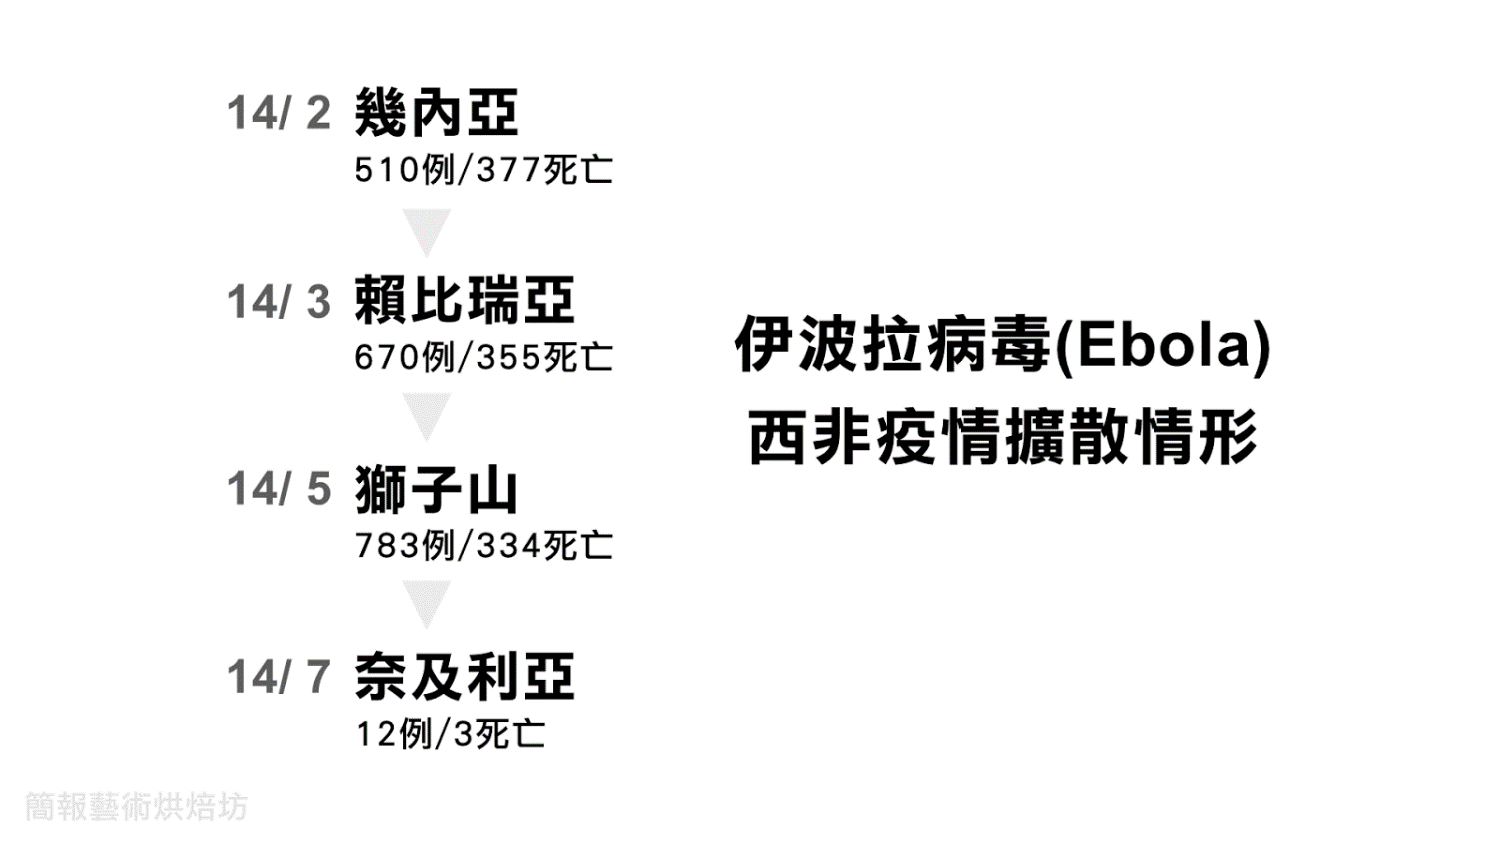 14/ 2 幾內亞
510例/377死亡
14/ 3 賴比瑞亞
670例/355死亡
14/ 5 獅子山
783例/334死亡
14/ 7 奈及利亞
12例/3死亡
伊波拉病毒(Ebola)
西非疫情擴散情形
簡報藝術烘焙坊